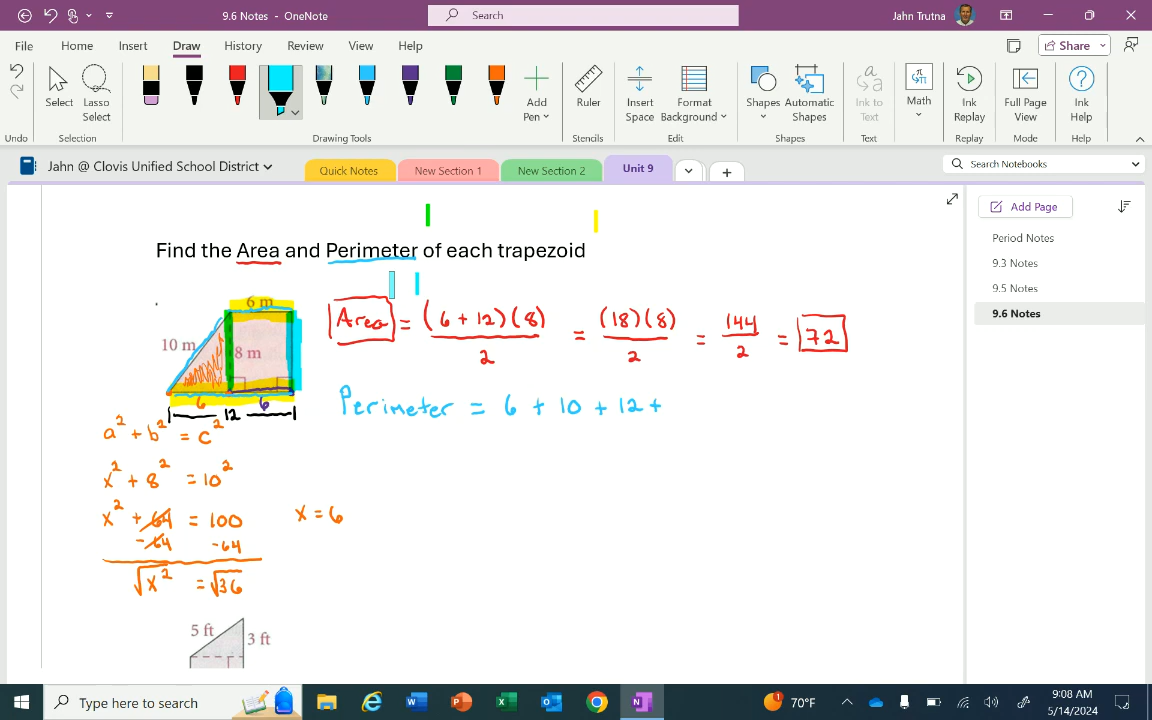 9.6 Notes - OneNote
Search
Jahn Trutna
File Home Insert Draw History Review View Help
Share
Select
Lasso Select
Add Pen
Ruler
Insert Space
Format Background
Shapes
Automatic Shapes
Ink to Text
Math
Ink Replay
Full Page View
Ink Help
Undo Selection Drawing Tools Stencils Edit Shapes Text Replay Mode Help
Jahn @ Clovis Unified School District
Quick Notes New Section 1 New Section 2 Unit 9
Search Notebooks
Add Page
Period Notes
9.3 Notes
9.5 Notes
9.6 Notes
Find the Area and Perimeter of each trapezoid
6 m
10 m
8 m
6 6
12
Area = (6 + 12)(8) / 2 = (18)(8) / 2 = 144 / 2 = 72
Perimeter = 6 + 10 + 12 +
a² + b² = c²
x² + 8² = 10²
x² + 64 = 100
-64 -64
√x² = √36
x = 6
5 ft
3 ft
Type here to search
1
70°F
9:08 AM
5/14/2024